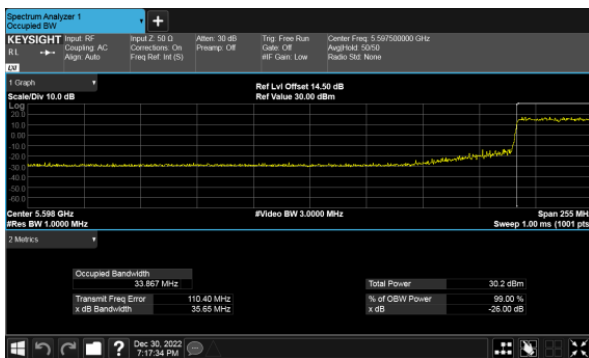 Spectrum Analyzer 1
Occupied BW
KEYSIGHT
RL
LXI
Input: RF
Coupling: AC
Align: Auto
Input Z: 50 Ω
Corrections: On
Freq Ref: Int (S)
Atten: 30 dB
Preamp: Off
Trig: Free Run
Gate: Off
#IF Gain: Low
Center Freq: 5.597500000 GHz
Avg|Hold: 50/50
Radio Std: None
1 Graph
Scale/Div 10.0 dB
Ref Lvl Offset 14.50 dB
Ref Value 30.00 dBm
Log
20.0
10.0
0.00
-10.0
-20.0
-30.0
-40.0
-50.0
-60.0
Center 5.598 GHz
#Res BW 1.0000 MHz
#Video BW 3.0000 MHz
Span 255 MHz
Sweep 1.00 ms (1001 pts)
2 Metrics
Occupied Bandwidth
33.867 MHz
Transmit Freq Error 110.40 MHz
x dB Bandwidth 35.65 MHz
Total Power 30.2 dBm
% of OBW Power 99.00 %
x dB -26.00 dB
?
Dec 30, 2022
7:17:34 PM